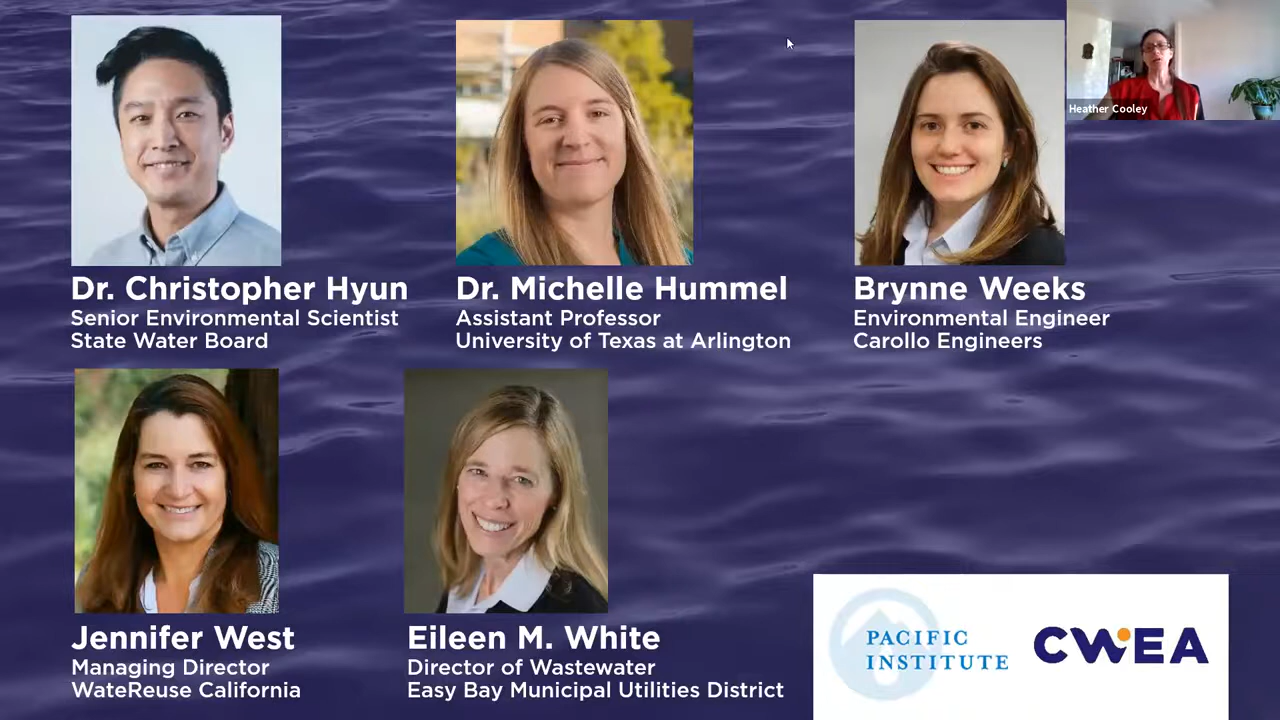 Heather Cooley
Dr. Christopher Hyun
Senior Environmental Scientist
State Water Board
Dr. Michelle Hummel
Assistant Professor
University of Texas at Arlington
Brynne Weeks
Environmental Engineer
Carollo Engineers
Jennifer West
Managing Director
WateReuse California
Eileen M. White
Director of Wastewater
Easy Bay Municipal Utilities District
PACIFIC
INSTITUTE
CWEA